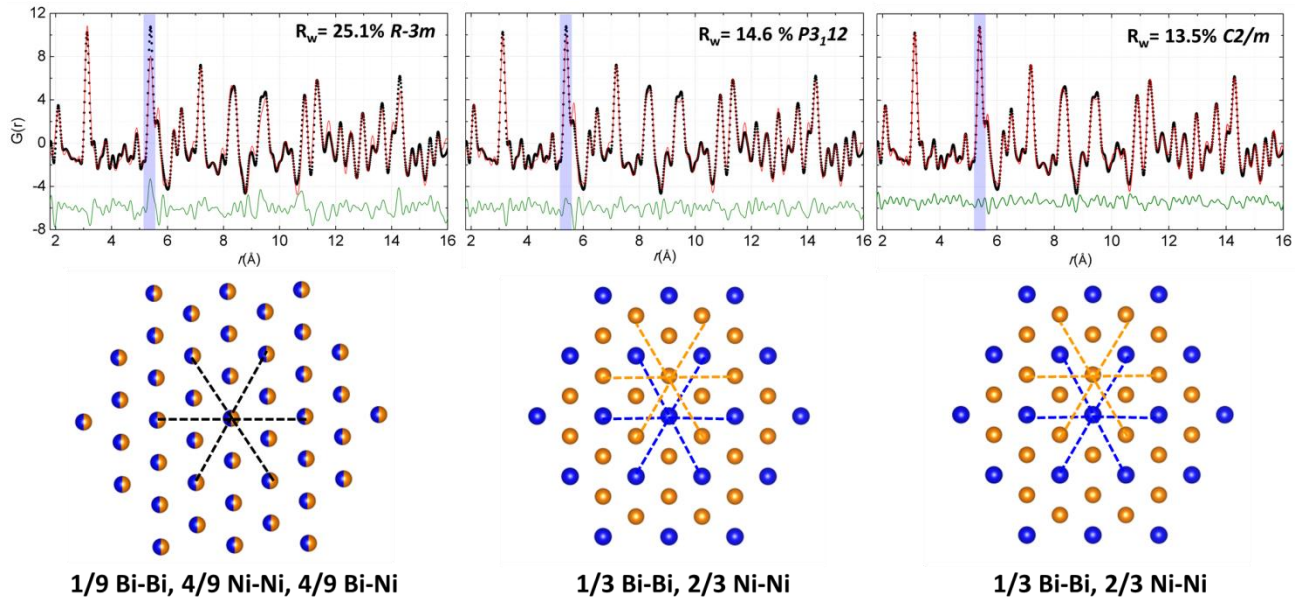 12
8
4
0
-4
-8
G(r)
R_w= 25.1% R-3m
2 4 6 8 10 12 14 16
r(Å)
R_w= 14.6 % P3_112
2 4 6 8 10 12 14 16
r(Å)
R_w= 13.5% C2/m
2 4 6 8 10 12 14 16
r(Å)
1/9 Bi-Bi, 4/9 Ni-Ni, 4/9 Bi-Ni
1/3 Bi-Bi, 2/3 Ni-Ni
1/3 Bi-Bi, 2/3 Ni-Ni